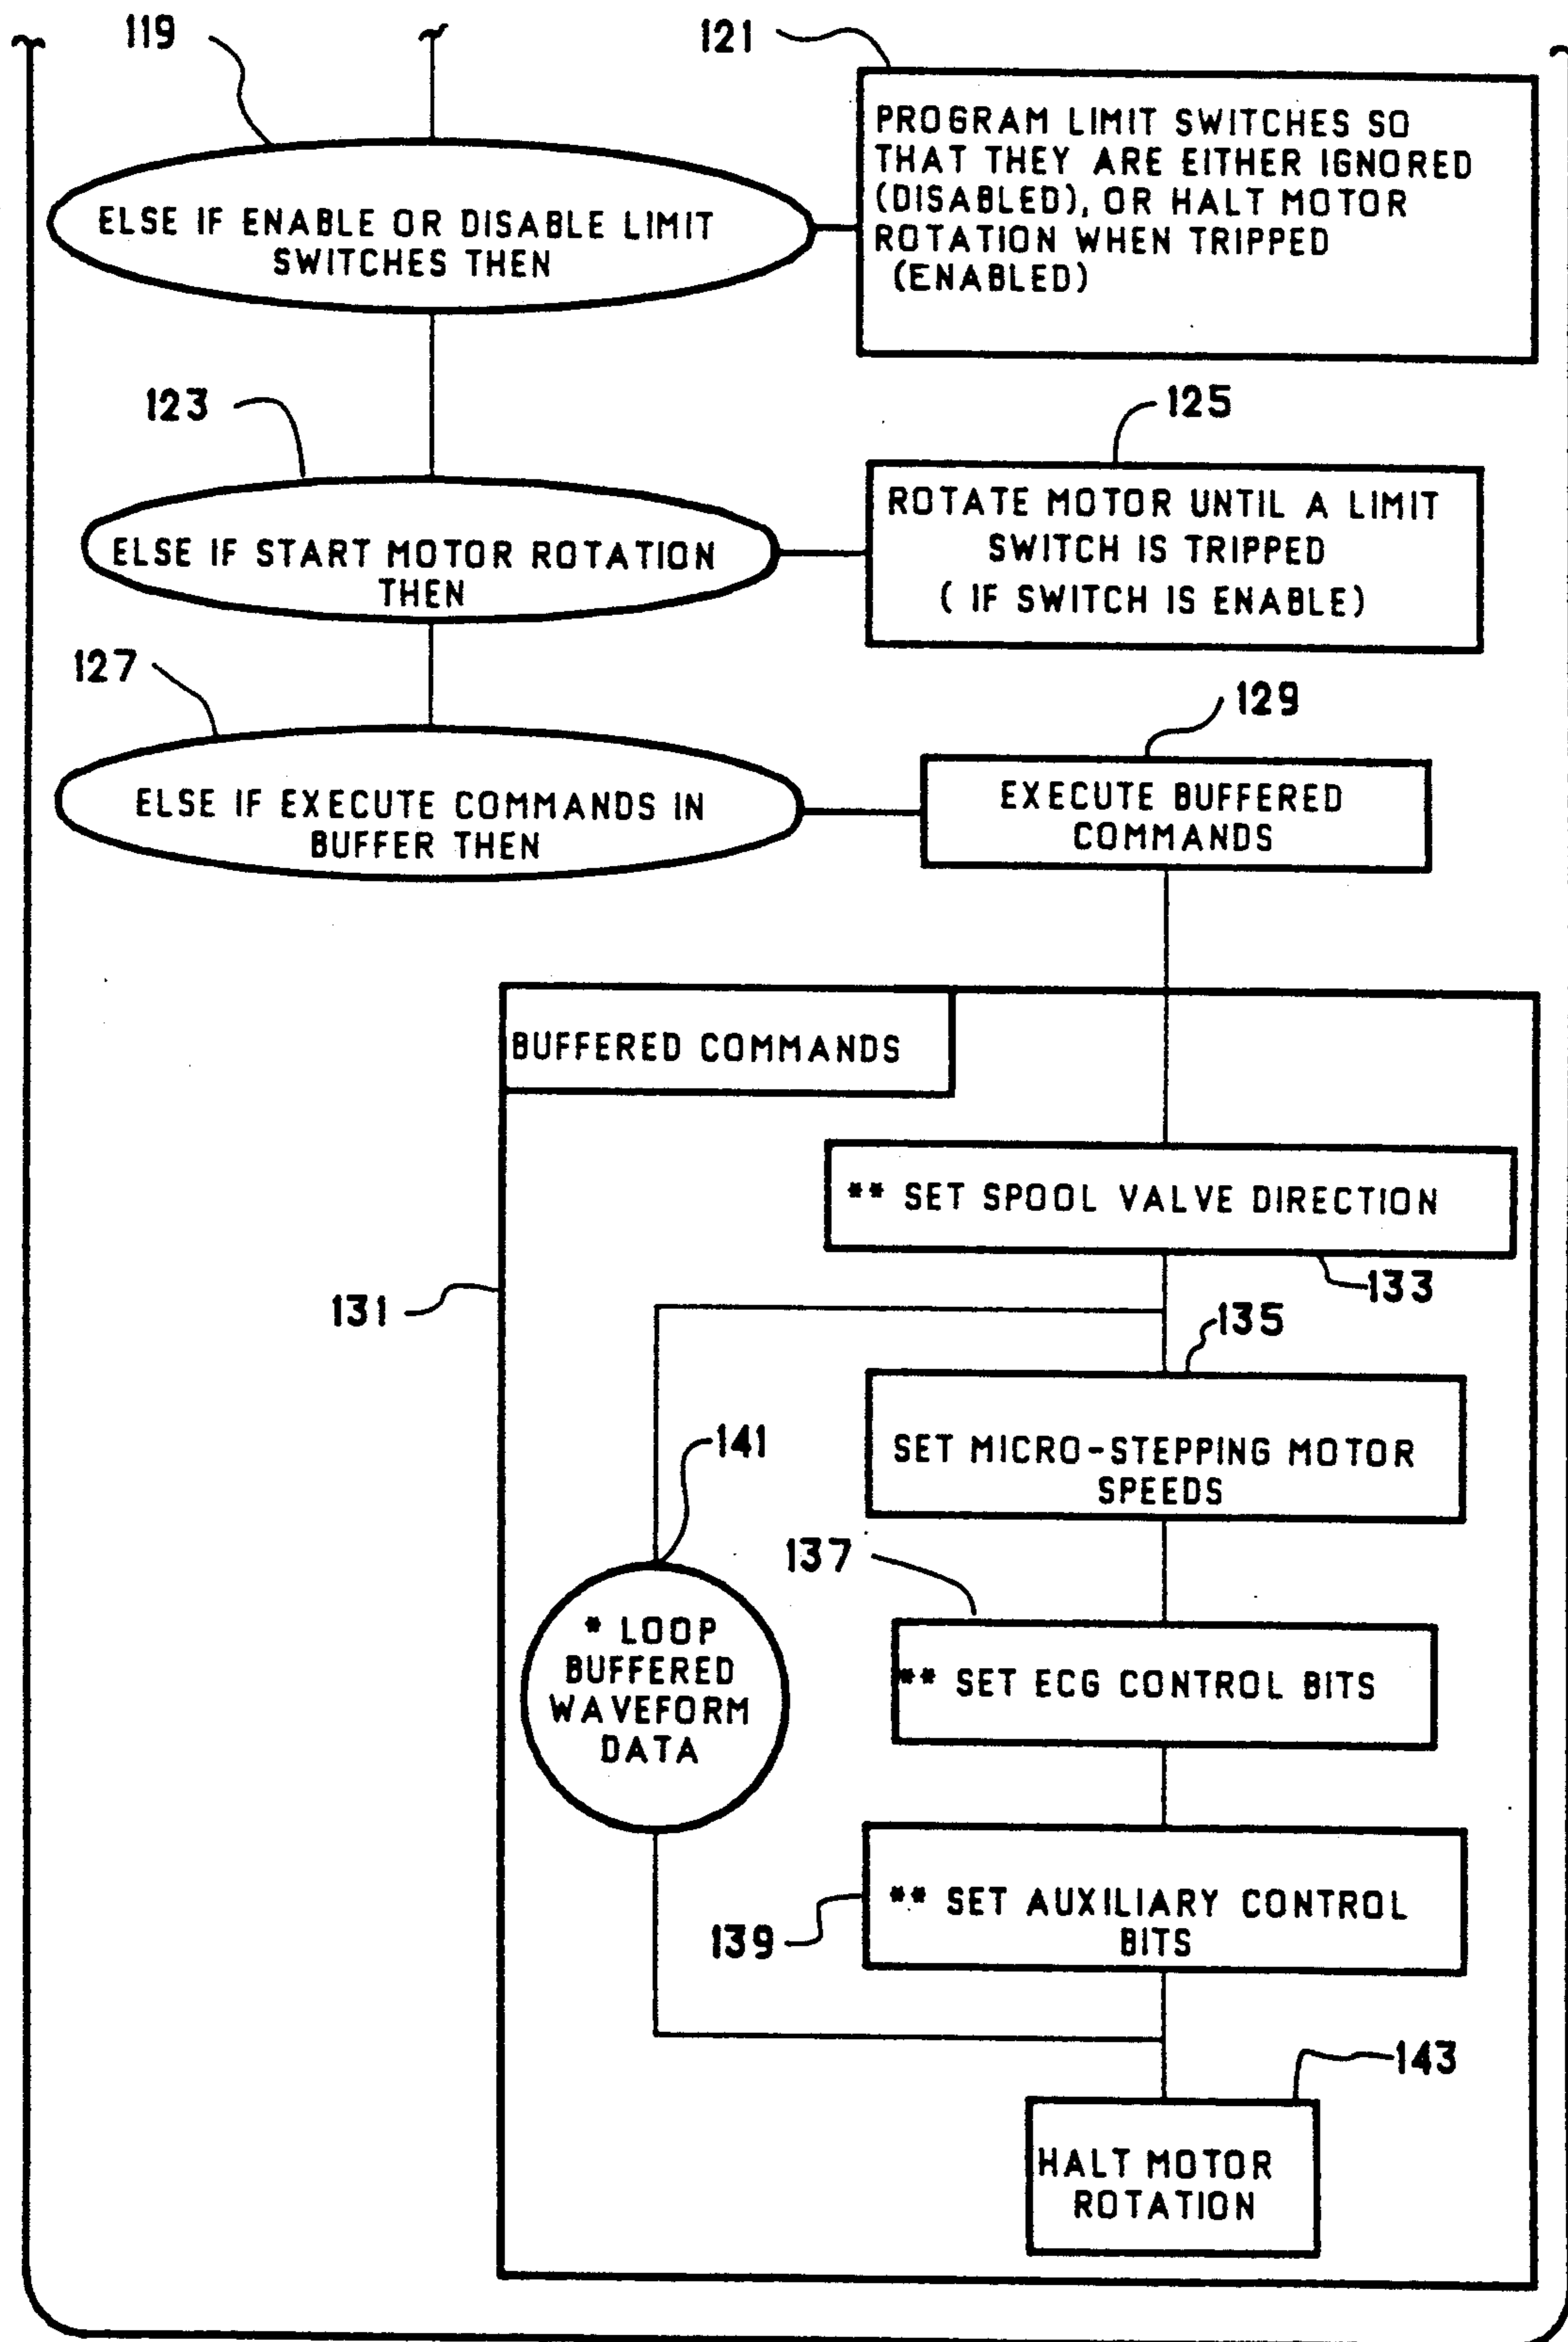 119
121
ELSE IF ENABLE OR DISABLE LIMIT
SWITCHES THEN
PROGRAM LIMIT SWITCHES SO
THAT THEY ARE EITHER IGNORED
(DISABLED), OR HALT MOTOR
ROTATION WHEN TRIPPED
(ENABLED)
123
125
ELSE IF START MOTOR ROTATION
THEN
ROTATE MOTOR UNTIL A LIMIT
SWITCH IS TRIPPED
( IF SWITCH IS ENABLE)
127
129
ELSE IF EXECUTE COMMANDS IN
BUFFER THEN
EXECUTE BUFFERED
COMMANDS
BUFFERED COMMANDS
** SET SPOOL VALVE DIRECTION
131
133
135
SET MICRO-STEPPING MOTOR
SPEEDS
141
137
* LOOP
BUFFERED
WAVEFORM
DATA
** SET ECG CONTROL BITS
** SET AUXILIARY CONTROL
BITS
139
143
HALT MOTOR
ROTATION